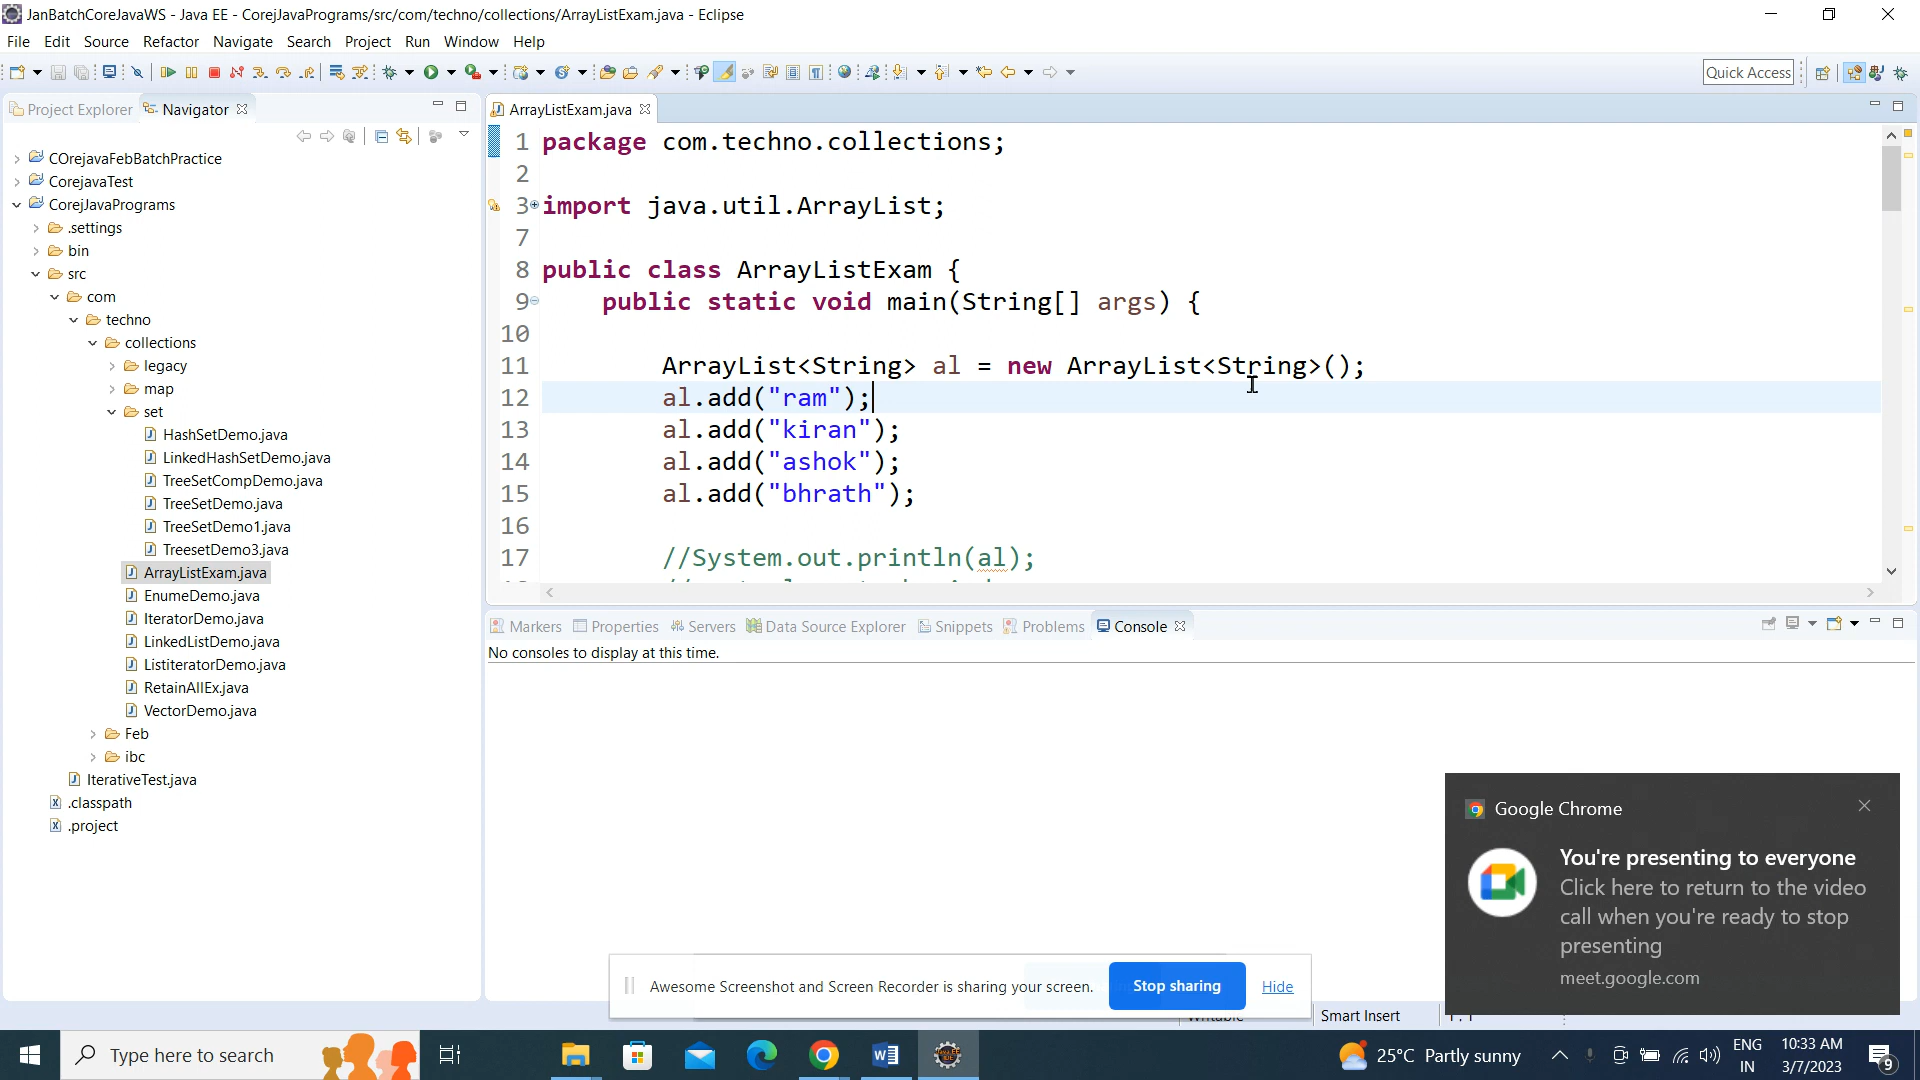 JanBatchCoreJavaWS - Java EE - CorejJavaPrograms/src/com/techno/collections/ArrayListExam.java - Eclipse
File Edit Source Refactor Navigate Search Project Run Window Help
Quick Access
Project Explorer Navigator
COrejavaFebBatchPractice
CorejavaTest
CorejJavaPrograms
.settings
bin
src
com
techno
collections
legacy
map
set
HashSetDemo.java
LinkedHashSetDemo.java
TreeSetCompDemo.java
TreeSetDemo.java
TreeSetDemo1.java
TreesetDemo3.java
ArrayListExam.java
EnumeDemo.java
IteratorDemo.java
LinkedListDemo.java
ListiteratorDemo.java
RetainAllEx.java
VectorDemo.java
Feb
ibc
IterativeTest.java
.classpath
.project
ArrayListExam.java
1 package com.techno.collections;
2
3 import java.util.ArrayList;
7
8 public class ArrayListExam {
9 public static void main(String[] args) {
10
11 ArrayList<String> al = new ArrayList<String>();
12 al.add("ram");
13 al.add("kiran");
14 al.add("ashok");
15 al.add("bhrath");
16
17 //System.out.println(al);
Markers Properties Servers Data Source Explorer Snippets Problems Console
No consoles to display at this time.
Google Chrome
You're presenting to everyone
Click here to return to the video
call when you're ready to stop
presenting
meet.google.com
Awesome Screenshot and Screen Recorder is sharing your screen. Stop sharing Hide
Smart Insert
Type here to search
25°C Partly sunny
ENG
IN
10:33 AM
3/7/2023
9